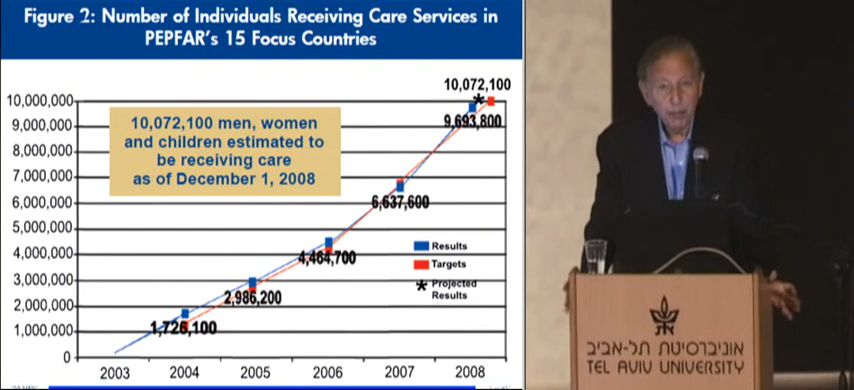 Figure 2: Number of Individuals Receiving Care Services in
PEPFAR's 15 Focus Countries
10,072,100
10,000,000
9,000,000
8,000,000
7,000,000
6,000,000
5,000,000
4,000,000
3,000,000
2,000,000
1,000,000
0
10,072,100 men, women
and children estimated to
be receiving care
as of December 1, 2008
9,693,800
6,637,600
4,464,700
2,986,200
1,726,100
Results
Targets
* Projected
Results
2003 2004 2005 2006 2007 2008
אוניברסיטת תל-אביב
TEL AVIV UNIVERSITY